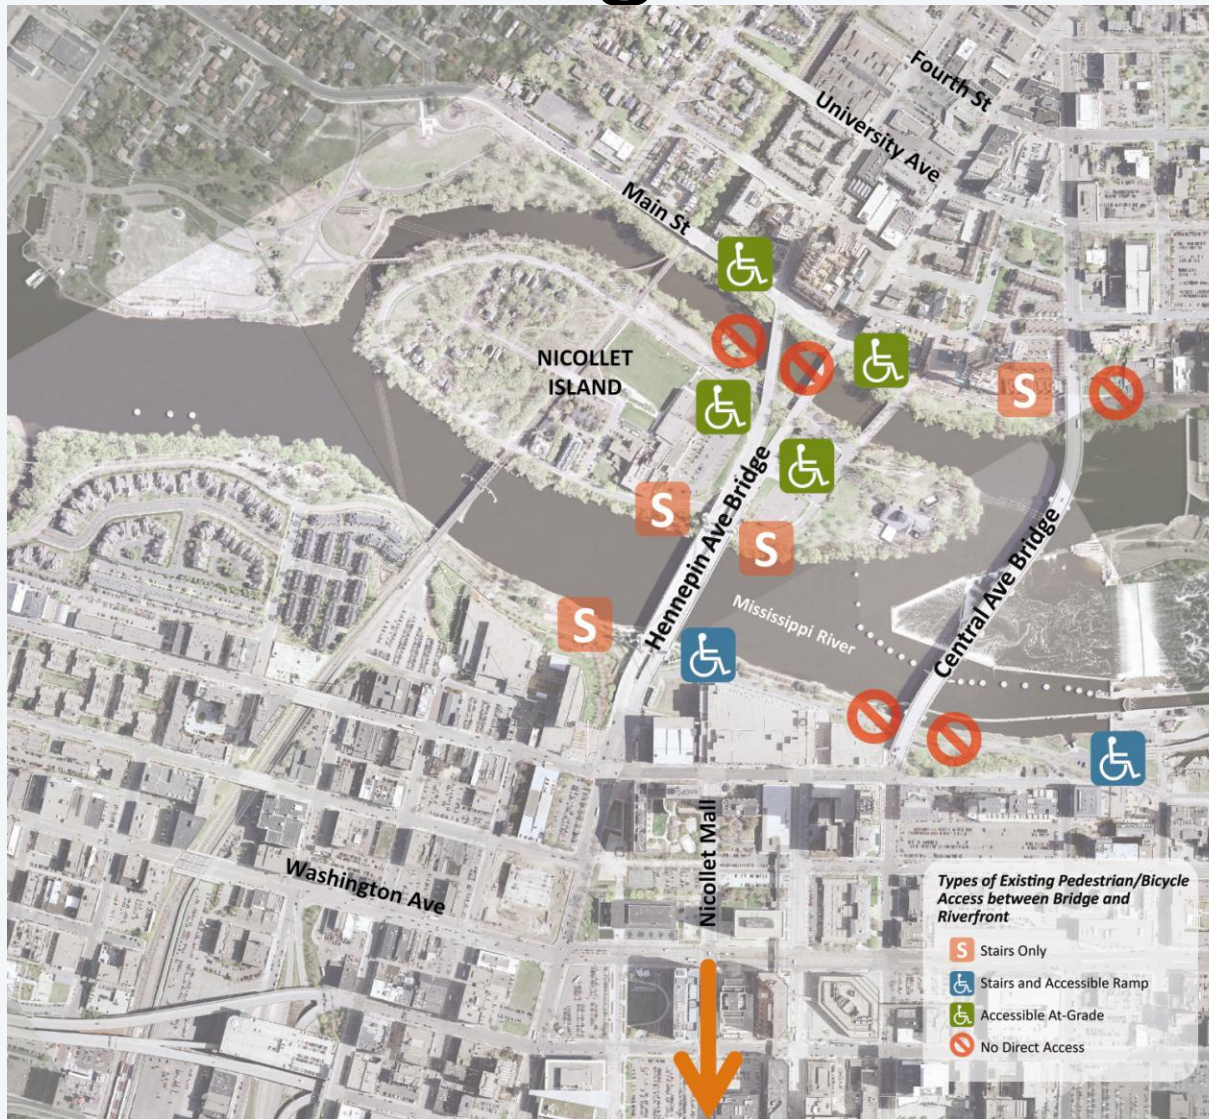 Fourth St
University Ave
Main St
NICOLLET
ISLAND
S
Hennepin Ave Bridge
S
S
S
Mississippi River
Central Ave Bridge
Nicollet Mall
Washington Ave
Types of Existing Pedestrian/Bicycle
Access between Bridge and
Riverfront
S Stairs Only
Stairs and Accessible Ramp
Accessible At-Grade
No Direct Access